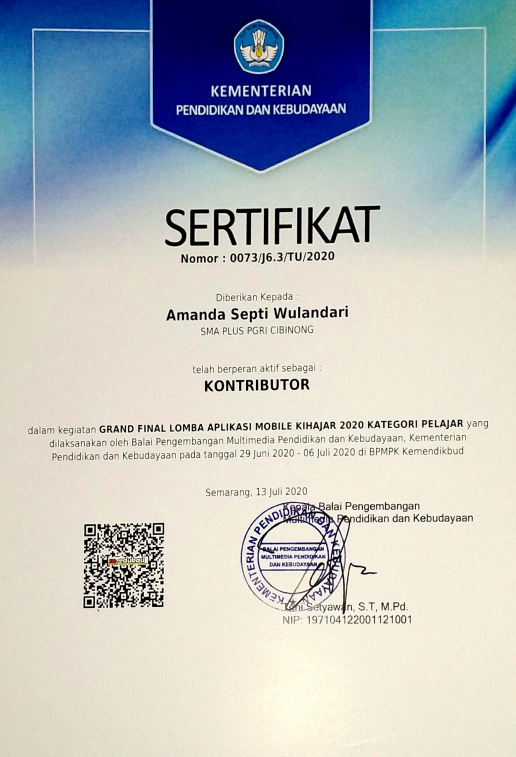 KEMENTERIAN
PENDIDIKAN DAN KEBUDAYAAN
SERTIFIKAT
Nomor : 0073/J6.3/TU/2020
Diberikan Kepada :
Amanda Septi Wulandari
SMA PLUS PGRI CIBINONG
telah berperan aktif sebagai :
KONTRIBUTOR
dalam kegiatan GRAND FINAL LOMBA APLIKASI MOBILE KIHAJAR 2020 KATEGORI PELAJAR yang
dilaksanakan oleh Balai Pengembangan Multimedia Pendidikan dan Kebudayaan, Kementerian
Pendidikan dan Kebudayaan pada tanggal 29 Juni 2020 - 06 Juli 2020 di BPMPK Kemendikbud
Semarang, 13 Juli 2020
Kepala Balai Pengembangan
Multimedia Pendidikan dan Kebudayaan
KEMENTERIAN PENDIDIKAN DAN KEBUDAYAAN
BALAI PENGEMBANGAN
MULTIMEDIA PENDIDIKAN
DAN KEBUDAYAAN
Setyawan, S.T, M.Pd.
NIP: 197104122001121001